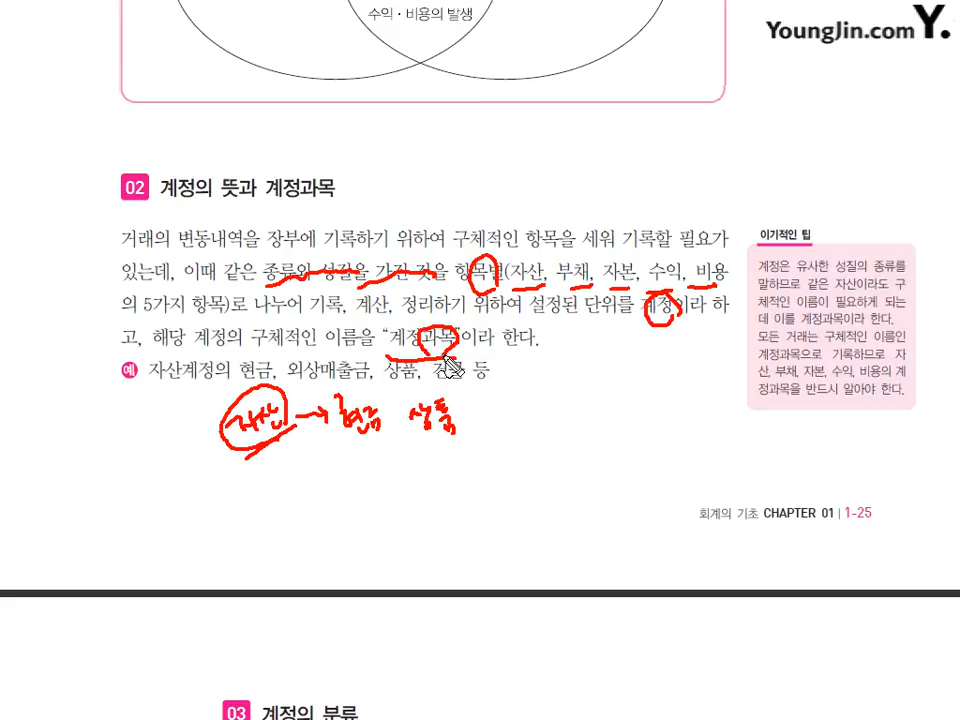 수익·비용의 발생
YoungJin.com Y.
02 계정의 뜻과 계정과목
거래의 변동내역을 장부에 기록하기 위하여 구체적인 항목을 세워 기록할 필요가
있는데, 이때 같은 종류와 성질을 가진 것을 항목별(자산, 부채, 자본, 수익, 비용
의 5가지 항목)로 나누어 기록, 계산, 정리하기 위하여 설정된 단위를 계정이라 하
고, 해당 계정의 구체적인 이름을 “계정과목”이라 한다.
예 자산계정의 현금, 외상매출금, 상품, 건물 등
자산 → 현금 상품
이기적인 팁
계정은 유사한 성질의 종류를
말하므로 같은 자산이라도 구
체적인 이름이 필요하게 되는
데 이를 계정과목이라 한다.
모든 거래는 구체적인 이름인
계정과목으로 기록하므로 자
산, 부채, 자본, 수익, 비용의 계
정과목을 반드시 알아야 한다.
회계의 기초 CHAPTER 01 | 1-25
03 계정의 분류